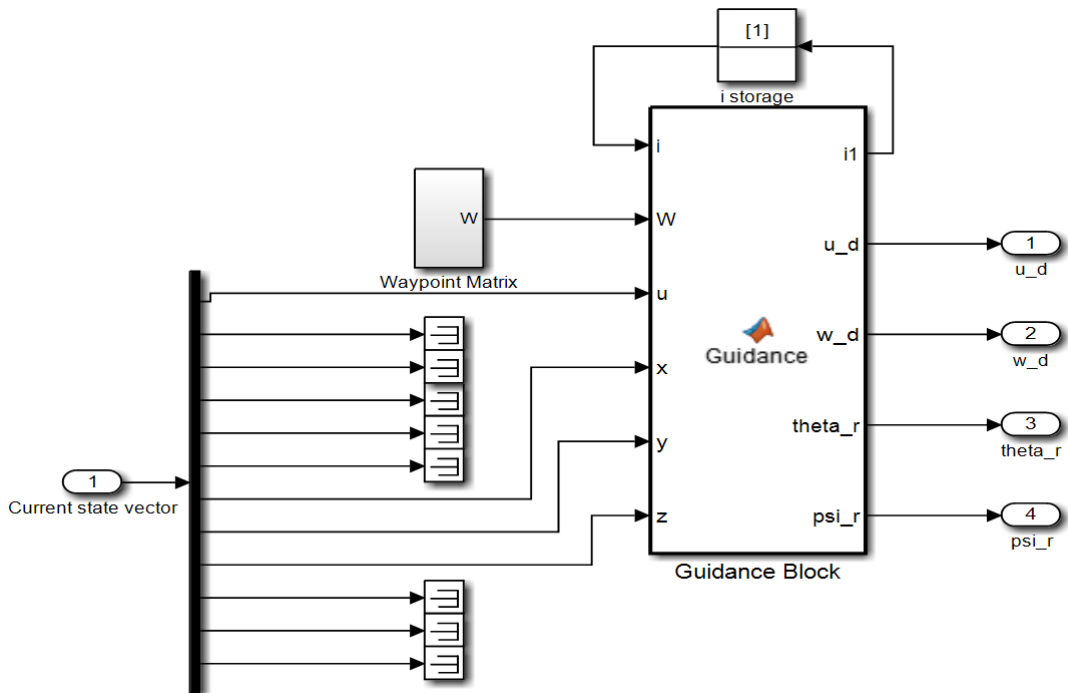 [1]
i storage
i
i1
W
W
Waypoint Matrix
u_d
1
u_d
u
w_d
2
w_d
Guidance
x
theta_r
3
theta_r
y
1
Current state vector
z
psi_r
4
psi_r
Guidance Block